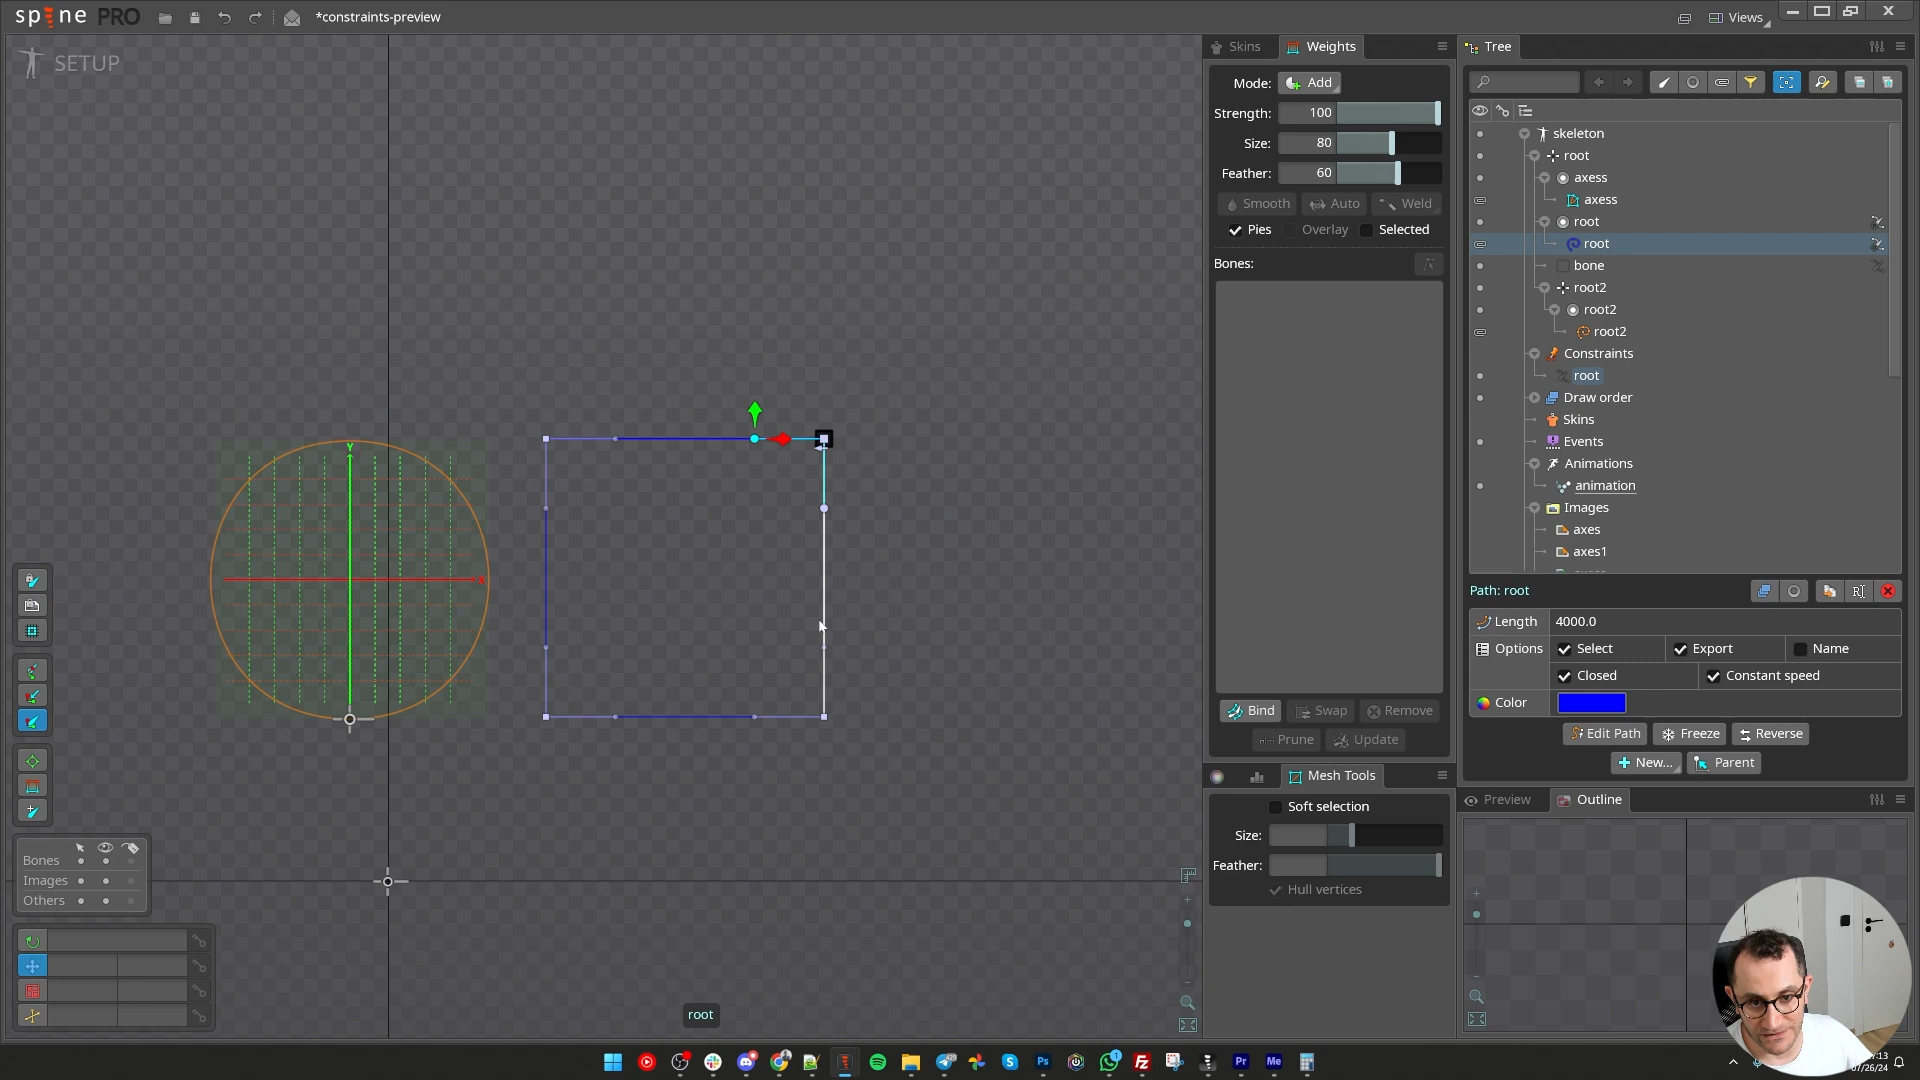 spine PRO
*constraints-preview
Views
SETUP
Skins
Weights
Tree
Mode:
Add
Strength:
100
Size:
80
Feather:
60
Smooth
Auto
Weld
Pies
Overlay
Selected
Bones:
Bind
Swap
Remove
Prune
Update
Mesh Tools
Soft selection
Size:
Feather:
Hull vertices
skeleton
root
axess
axess
root
root
bone
root2
root2
root2
Constraints
root
Draw order
Skins
Events
Animations
animation
Images
axes
axes1
Path: root
Length
4000.0
Options
Select
Export
Name
Closed
Constant speed
Color
Edit Path
Freeze
Reverse
New...
Parent
Preview
Outline
Y
X
Bones
Images
Others
root
07/26/24